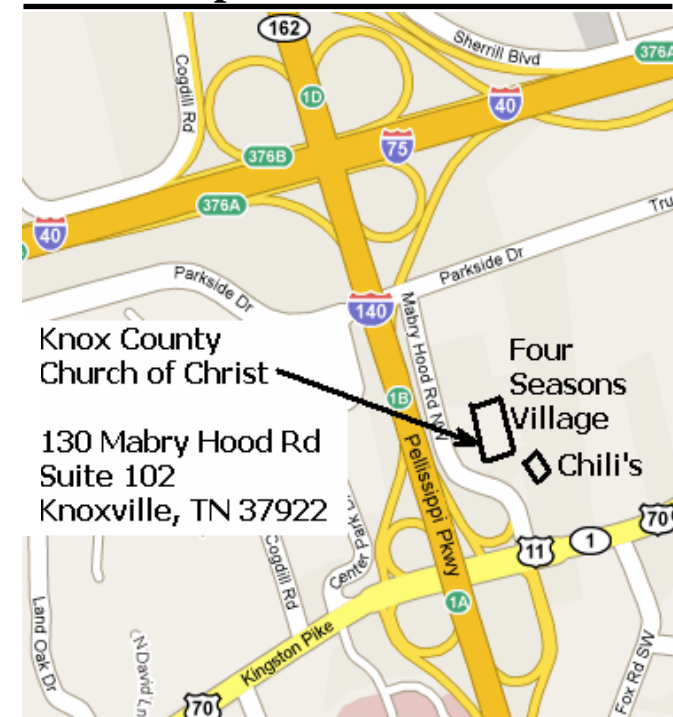 162
Sherrill Blvd
376A
Cogdill Rd
1D
40
75
376B
376A
40
Tru
Parkside Dr
Parkside Dr
140
Mabry Hood Rd NW
Knox County
Church of Christ
Four
Seasons
Village
1B
130 Mabry Hood Rd
Suite 102
Knoxville, TN 37922
Chili's
Pellissippi Pkwy
70
11
1
Center Park
Cogdill Rd
1A
Land Oak Dr
N David Ln
Kingston Pike
Fox Rd SW
70